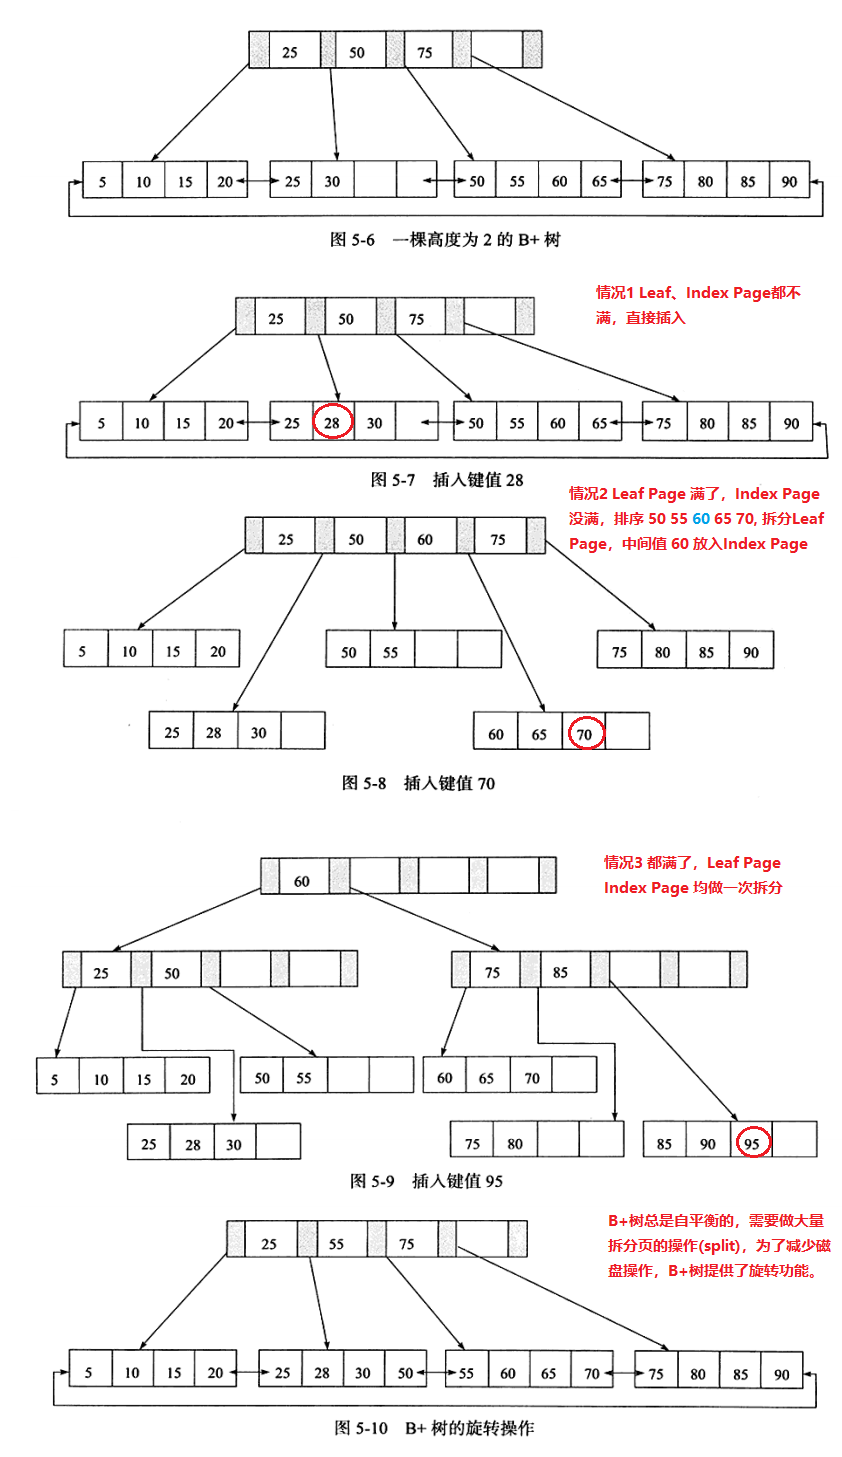 25 50 75
5 10 15 20 25 30 50 55 60 65 75 80 85 90
图 5-6 一棵高度为 2 的 B+ 树
情况1 Leaf、Index Page都不
满，直接插入
25 50 75
5 10 15 20 25 28 30 50 55 60 65 75 80 85 90
图 5-7 插入键值 28
情况2 Leaf Page 满了，Index Page
没满，排序 50 55 60 65 70, 拆分Leaf
Page，中间值 60 放入Index Page
25 50 60 75
5 10 15 20 50 55 75 80 85 90
25 28 30 60 65 70
图 5-8 插入键值 70
情况3 都满了，Leaf Page
Index Page 均做一次拆分
60
25 50 75 85
5 10 15 20 50 55 60 65 70
25 28 30 75 80 85 90 95
图 5-9 插入键值 95
B+树总是自平衡的，需要做大量
拆分页的操作(split)，为了减少磁
盘操作，B+树提供了旋转功能。
25 55 75
5 10 15 20 25 28 30 50 55 60 65 70 75 80 85 90
图 5-10 B+ 树的旋转操作